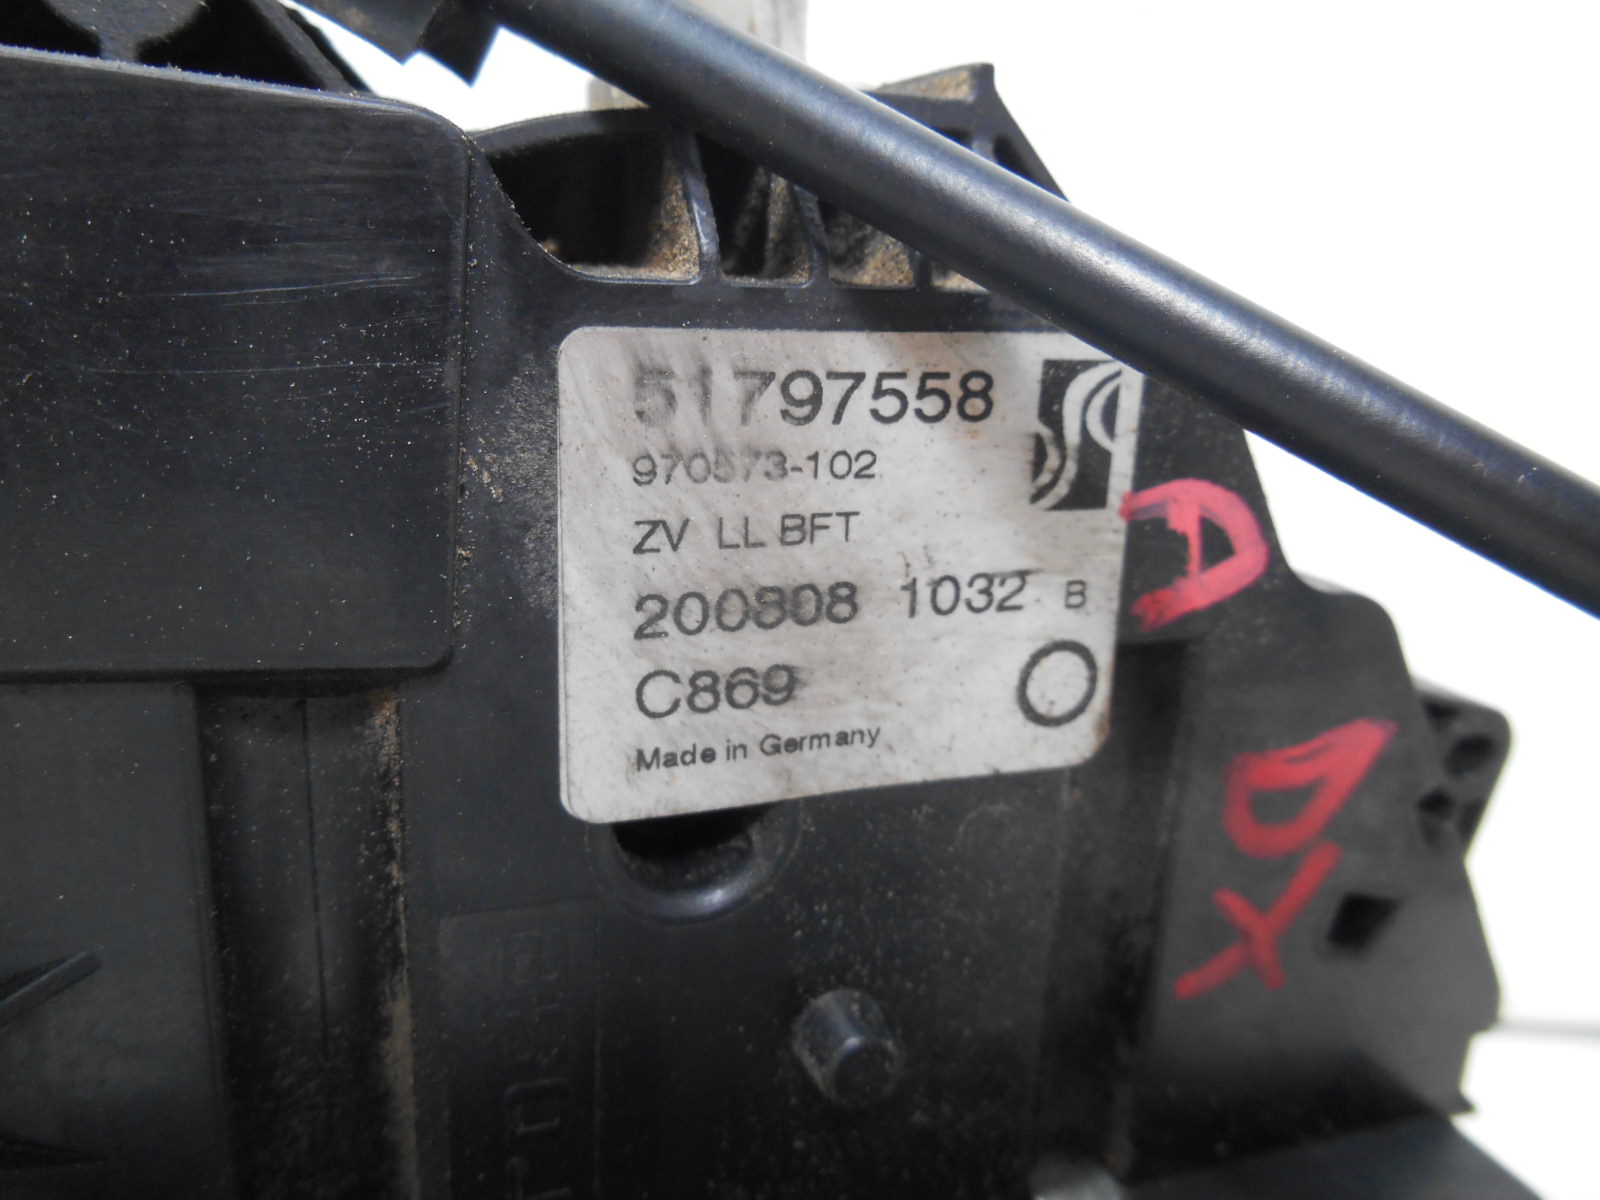 51797558
970573-102
ZV LL BFT
200808 1032 B
C869
Made in Germany
A
DX